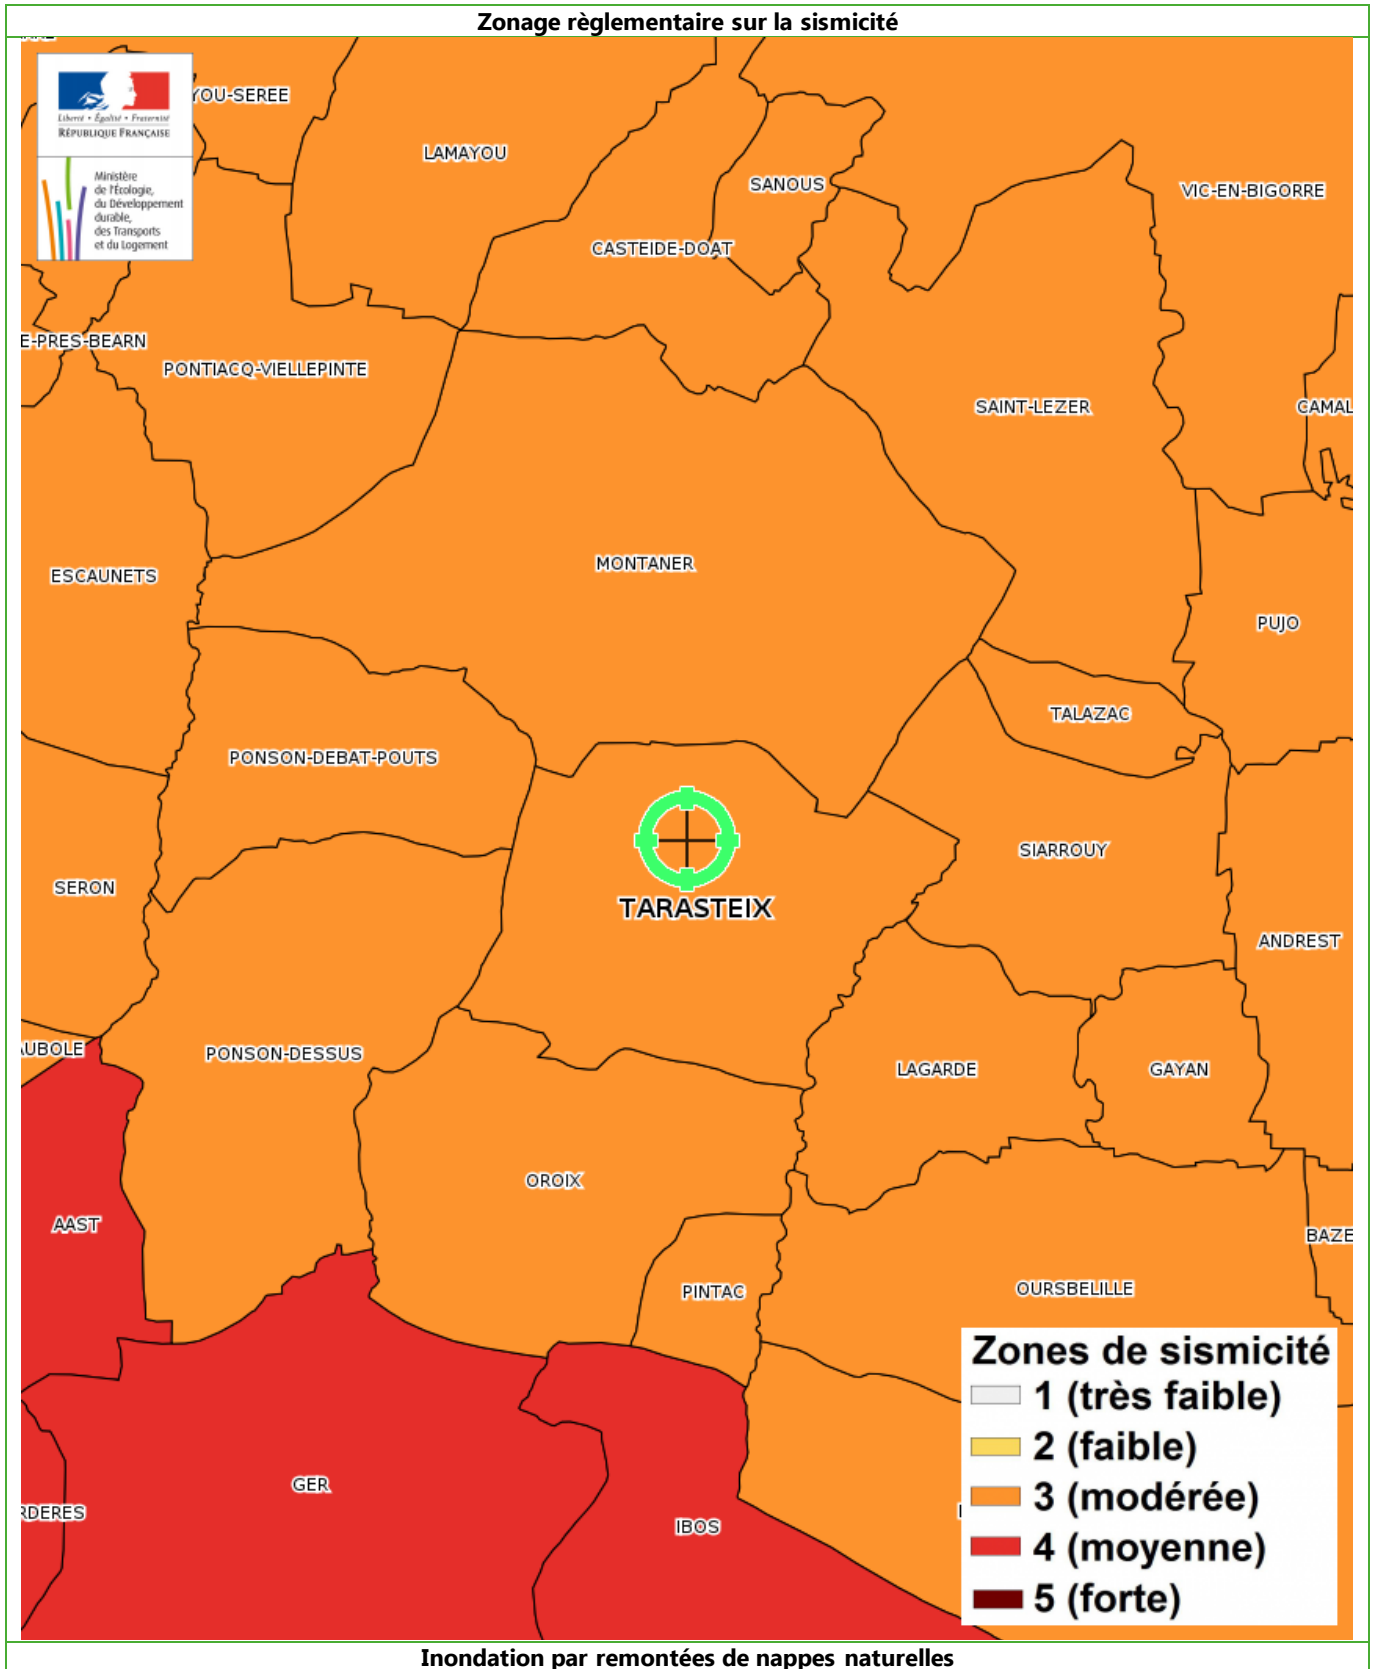 Zonage règlementaire sur la sismicité
Liberté • Égalité • Fraternité
RÉPUBLIQUE FRANÇAISE
Ministère
de l'Écologie,
du Développement
durable,
des Transports
et du Logement
YOU-SEREE
LAMAYOU
SANOUS
VIC-EN-BIGORRE
CASTEIDE-DOAT
E-PRES-BEARN
PONTIACQ-VIELLEPINTE
SAINT-LEZER
CAMAL
MONTANER
ESCAUNETS
PUJO
TALAZAC
PONSON-DEBAT-POUTS
SIARROUY
SERON
TARASTEIX
ANDREST
AUBOLE
PONSON-DESSUS
LAGARDE
GAYAN
OROIX
AAST
BAZE
PINTAC
OURSBELILLE
GER
RDERES
IBOS
Zones de sismicité
1 (très faible)
2 (faible)
3 (modérée)
4 (moyenne)
5 (forte)
Inondation par remontées de nappes naturelles